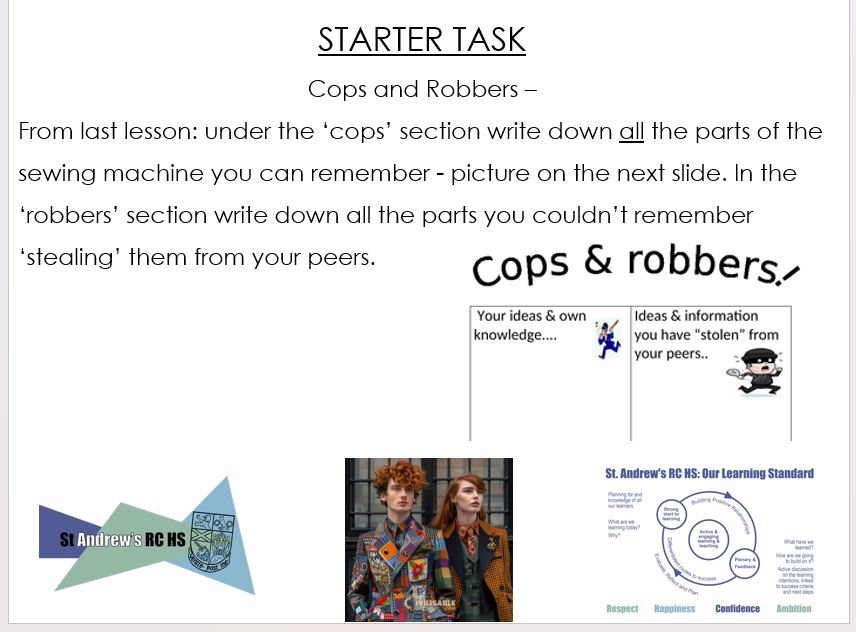 STARTER TASK
Cops and Robbers –
From last lesson: under the ‘cops’ section write down all the parts of the
sewing machine you can remember - picture on the next slide. In the
‘robbers’ section write down all the parts you couldn’t remember
‘stealing’ them from your peers.
Cops & robbers!
Your ideas & own
knowledge....
Ideas & information
you have “stolen” from
your peers..
St Andrew's RC HS
St. Andrew's RC HS: Our Learning Standard
Planning for and
knowledge of all
our learners.
What are we
learning today?
Why?
Strong
start to
learning
Building Positive Relationships
Active &
engaging
learning &
teaching
Differentiated routes to success
Evaluate, Reflect and Plan
Plenary &
Feedback
What have we
learned?
How are we going
to build on it?
Active discussion
on the learning
intentions, linked
to success criteria
and next steps
Respect Happiness Confidence Ambition